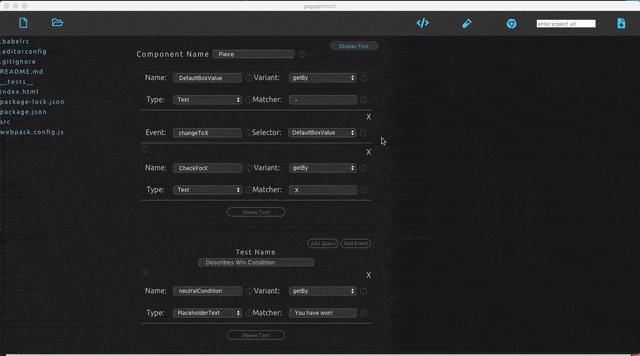 peppermint
enter project url
.babelrc
.editorconfig
.gitignore
README.md
__tests__
index.html
package-lock.json
package.json
src
webpack.config.js
Display Test
Component Name Piece
Name: DefaultBoxValue Variant: getBy
Type: Text Matcher: -
X
Event: changeToX Selector: DefaultBoxValue
X
Name: CheckForX Variant: getBy
Type: Text Matcher: X
Delete Test
Add Query Add Event
Test Name
Describes Win Condition
X
Name: neutralCondition Variant: getBy
Type: PlaceholderText Matcher: You have won!
Delete Test